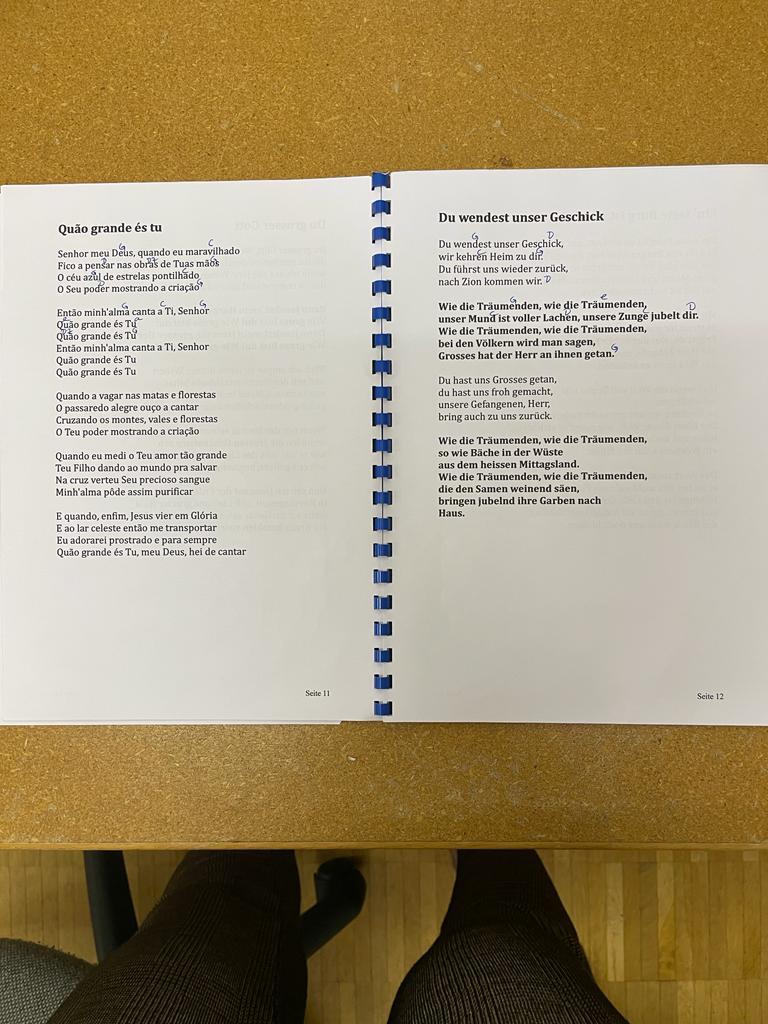 Quão grande és tu
G C
Senhor meu Deus, quando eu maravilhado
Fico a pensar nas obras de Tuas mãos
O céu azul de estrelas pontilhado
O Seu poder mostrando a criação
G C G
Então minh'alma canta a Ti, Senhor
Quão grande és Tu
Quão grande és Tu
Então minh'alma canta a Ti, Senhor
Quão grande és Tu
Quão grande és Tu
Quando a vagar nas matas e florestas
O passaredo alegre ouço a cantar
Cruzando os montes, vales e florestas
O Teu poder mostrando a criação
Quando eu medi o Teu amor tão grande
Teu Filho dando ao mundo pra salvar
Na cruz verteu Seu precioso sangue
Minh'alma pôde assim purificar
E quando, enfim, Jesus vier em Glória
E ao lar celeste então me transportar
Eu adorarei prostrado e para sempre
Quão grande és Tu, meu Deus, hei de cantar
Seite 11
Du wendest unser Geschick
G D
Du wendest unser Geschick,
wir kehren Heim zu dir.
Du führst uns wieder zurück,
nach Zion kommen wir. D
G e
Wie die Träumenden, wie die Träumenden,
D
unser Mund ist voller Lachen, unsere Zunge jubelt dir.
Wie die Träumenden, wie die Träumenden,
bei den Völkern wird man sagen,
Grosses hat der Herr an ihnen getan. G
Du hast uns Grosses getan,
du hast uns froh gemacht,
unsere Gefangenen, Herr,
bring auch zu uns zurück.
Wie die Träumenden, wie die Träumenden,
so wie Bäche in der Wüste
aus dem heissen Mittagsland.
Wie die Träumenden, wie die Träumenden,
die den Samen weinend säen,
bringen jubelnd ihre Garben nach
Haus.
Seite 12